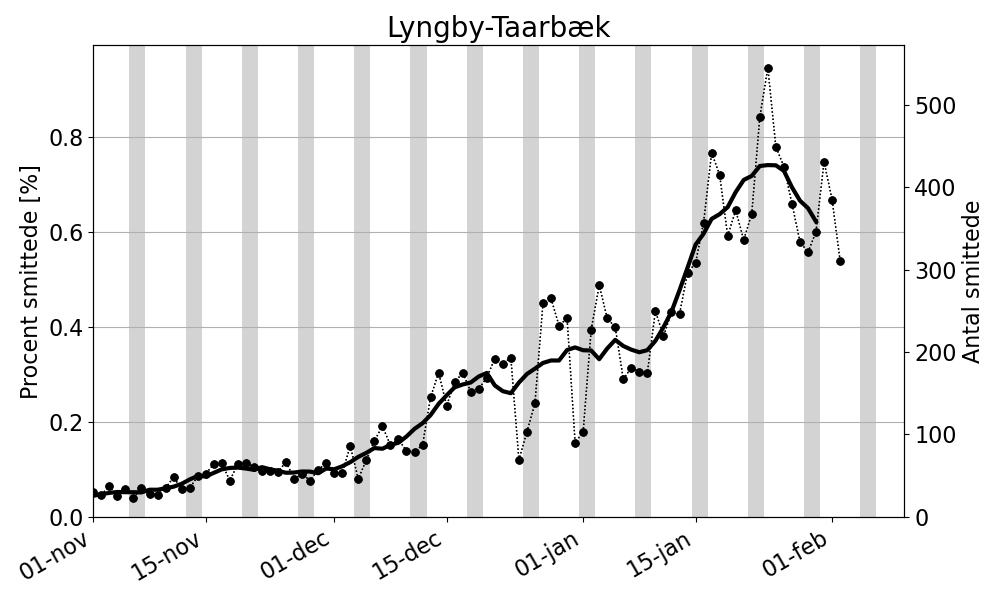 Lyngby-Taarbæk
Procent smittede [%]
0.8
0.6
0.4
0.2
0.0
500
400
300
200
100
0
Antal smittede
01-nov
15-nov
01-dec
15-dec
01-jan
15-jan
01-feb